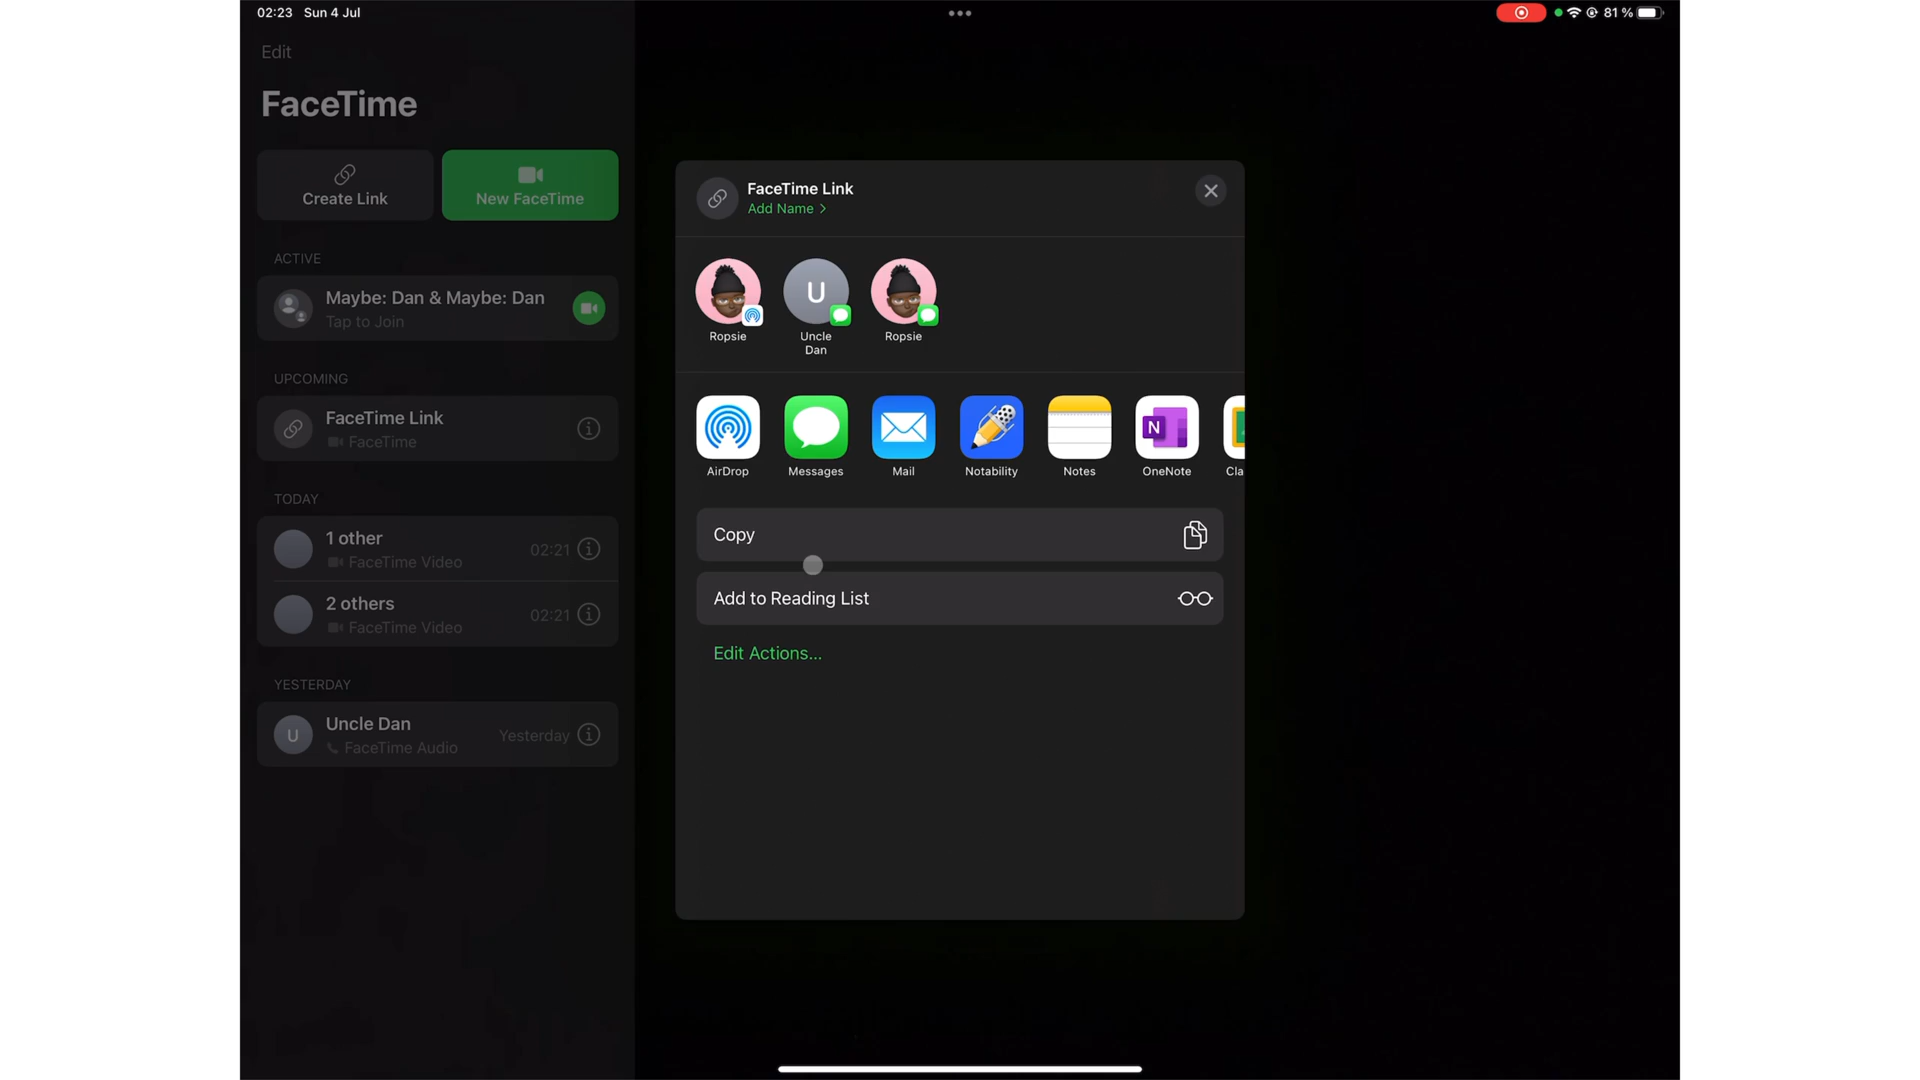 02:23 Sun 4 Jul
81 %
Edit
FaceTime
Create Link
New FaceTime
ACTIVE
Maybe: Dan & Maybe: Dan
Tap to Join
UPCOMING
FaceTime Link
FaceTime
TODAY
1 other
FaceTime Video
02:21
2 others
FaceTime Video
02:21
YESTERDAY
U
Uncle Dan
FaceTime Audio
Yesterday
FaceTime Link
Add Name >
U
Ropsie
Uncle
Dan
Ropsie
N
AirDrop
Messages
Mail
Notability
Notes
OneNote
Cla
Copy
Add to Reading List
Edit Actions...